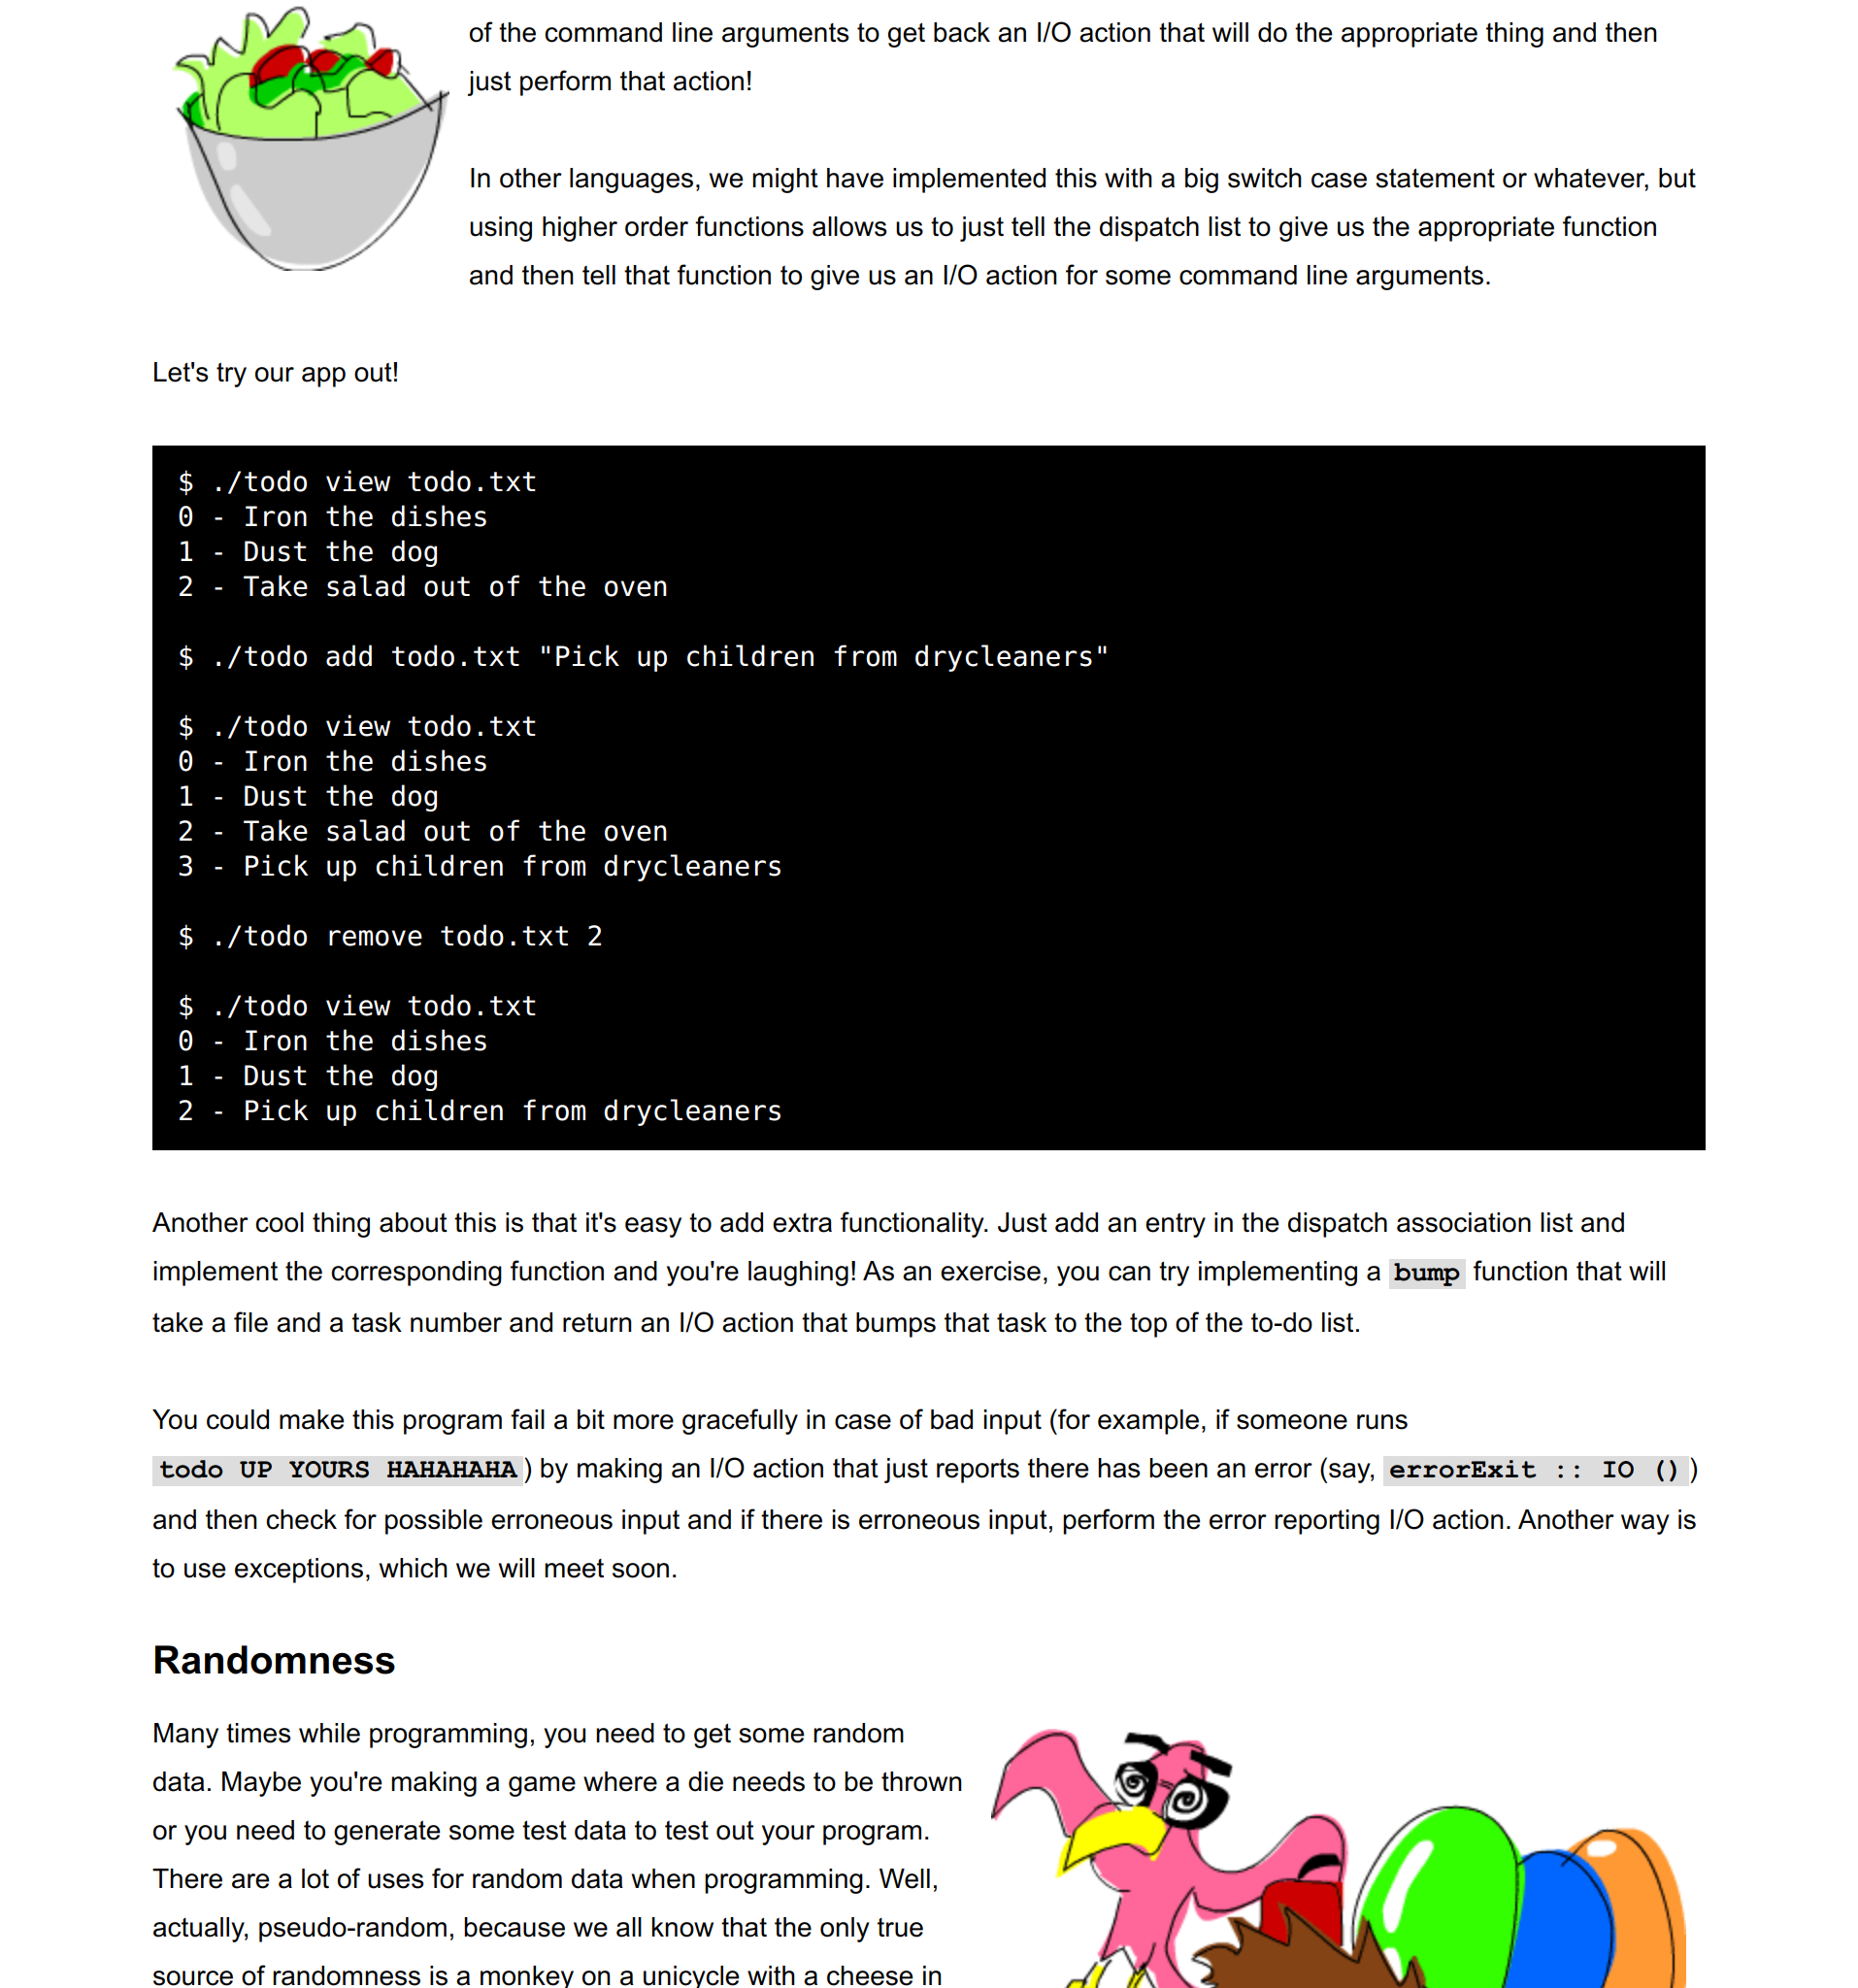 of the command line arguments to get back an I/O action that will do the appropriate thing and then
just perform that action!
In other languages, we might have implemented this with a big switch case statement or whatever, but
using higher order functions allows us to just tell the dispatch list to give us the appropriate function
and then tell that function to give us an I/O action for some command line arguments.
Let's try our app out!
$ ./todo view todo.txt
0 - Iron the dishes
1 - Dust the dog
2 - Take salad out of the oven
$ ./todo add todo.txt "Pick up children from drycleaners"
$ ./todo view todo.txt
0 - Iron the dishes
1 - Dust the dog
2 - Take salad out of the oven
3 - Pick up children from drycleaners
$ ./todo remove todo.txt 2
$ ./todo view todo.txt
0 - Iron the dishes
1 - Dust the dog
2 - Pick up children from drycleaners
Another cool thing about this is that it's easy to add extra functionality. Just add an entry in the dispatch association list and
implement the corresponding function and you're laughing! As an exercise, you can try implementing a bump function that will
take a file and a task number and return an I/O action that bumps that task to the top of the to-do list.
You could make this program fail a bit more gracefully in case of bad input (for example, if someone runs
todo UP YOURS HAHAHAHA) by making an I/O action that just reports there has been an error (say, errorExit :: IO ())
and then check for possible erroneous input and if there is erroneous input, perform the error reporting I/O action. Another way is
to use exceptions, which we will meet soon.
Randomness
Many times while programming, you need to get some random
data. Maybe you're making a game where a die needs to be thrown
or you need to generate some test data to test out your program.
There are a lot of uses for random data when programming. Well,
actually, pseudo-random, because we all know that the only true
source of randomness is a monkey on a unicycle with a cheese in